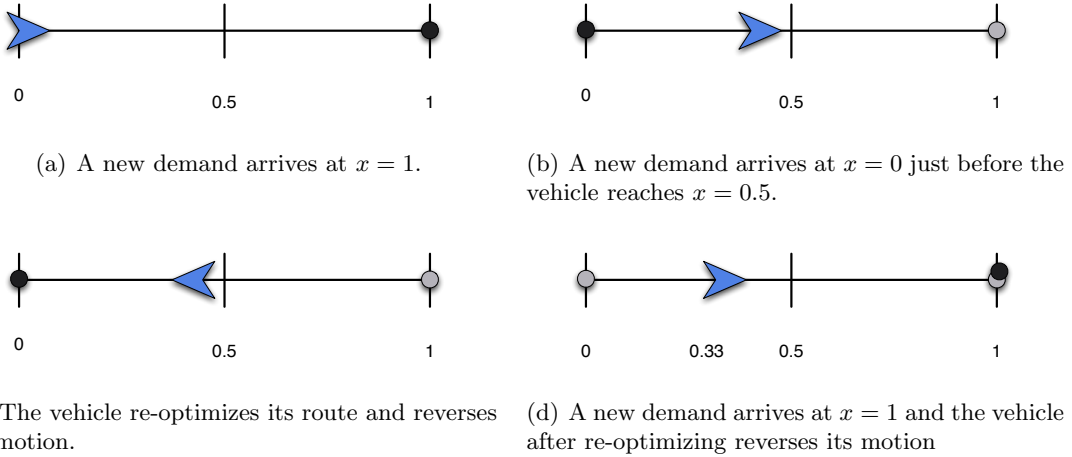 0 0.5 1 0 0.5 1
(a) A new demand arrives at x = 1.
(b) A new demand arrives at x = 0 just before the
vehicle reaches x = 0.5.
0 0.5 1 0 0.33 0.5 1
The vehicle re-optimizes its route and reverses
motion.
(d) A new demand arrives at x = 1 and the vehicle
after re-optimizing reverses its motion